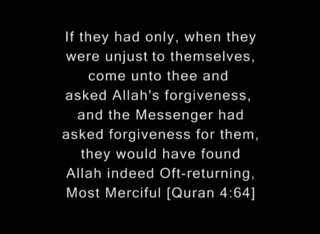 If they had only, when they
were unjust to themselves,
come unto thee and
asked Allah's forgiveness,
and the Messenger had
asked forgiveness for them,
they would have found
Allah indeed Oft-returning,
Most Merciful [Quran 4:64]